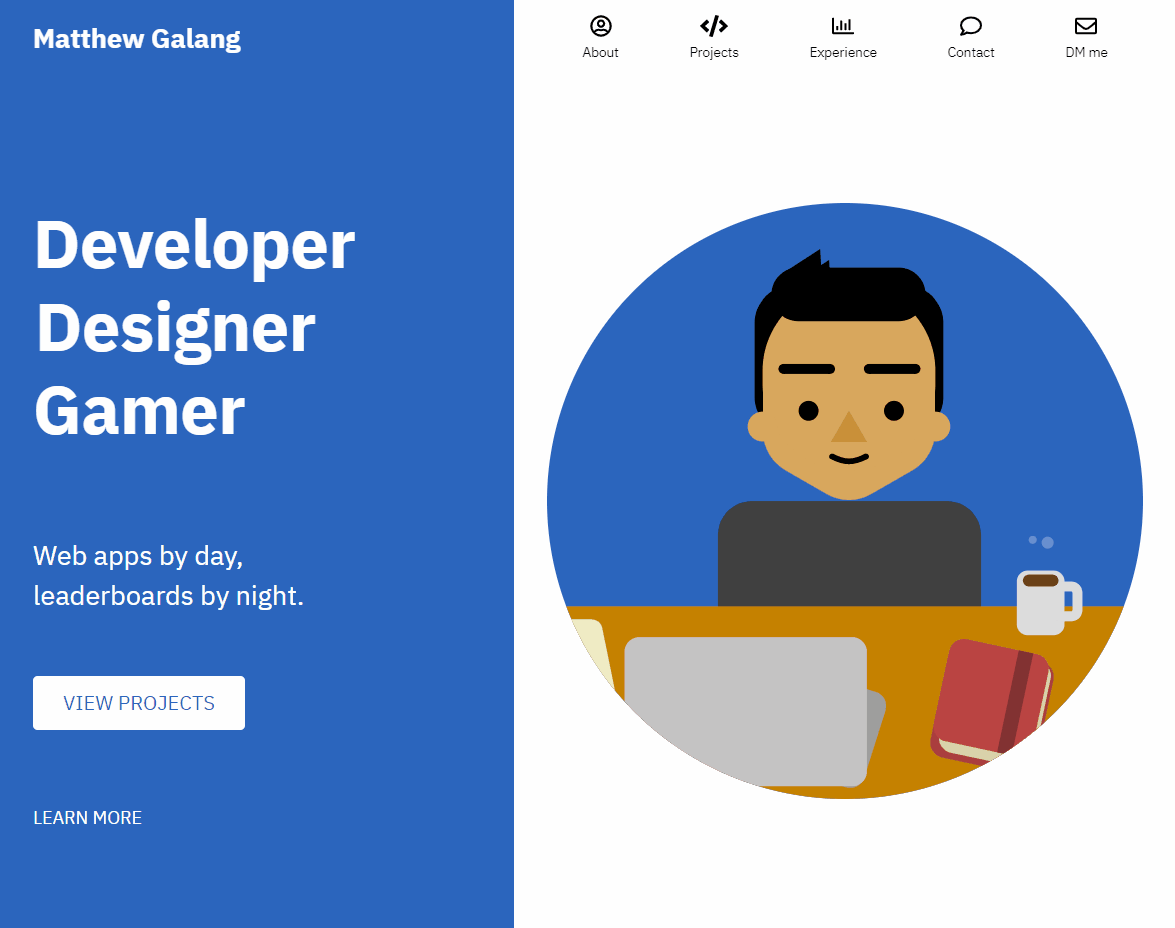 Matthew Galang
About
Projects
Experience
Contact
DM me
Developer
Designer
Gamer
Web apps by day,
leaderboards by night.
VIEW PROJECTS
LEARN MORE